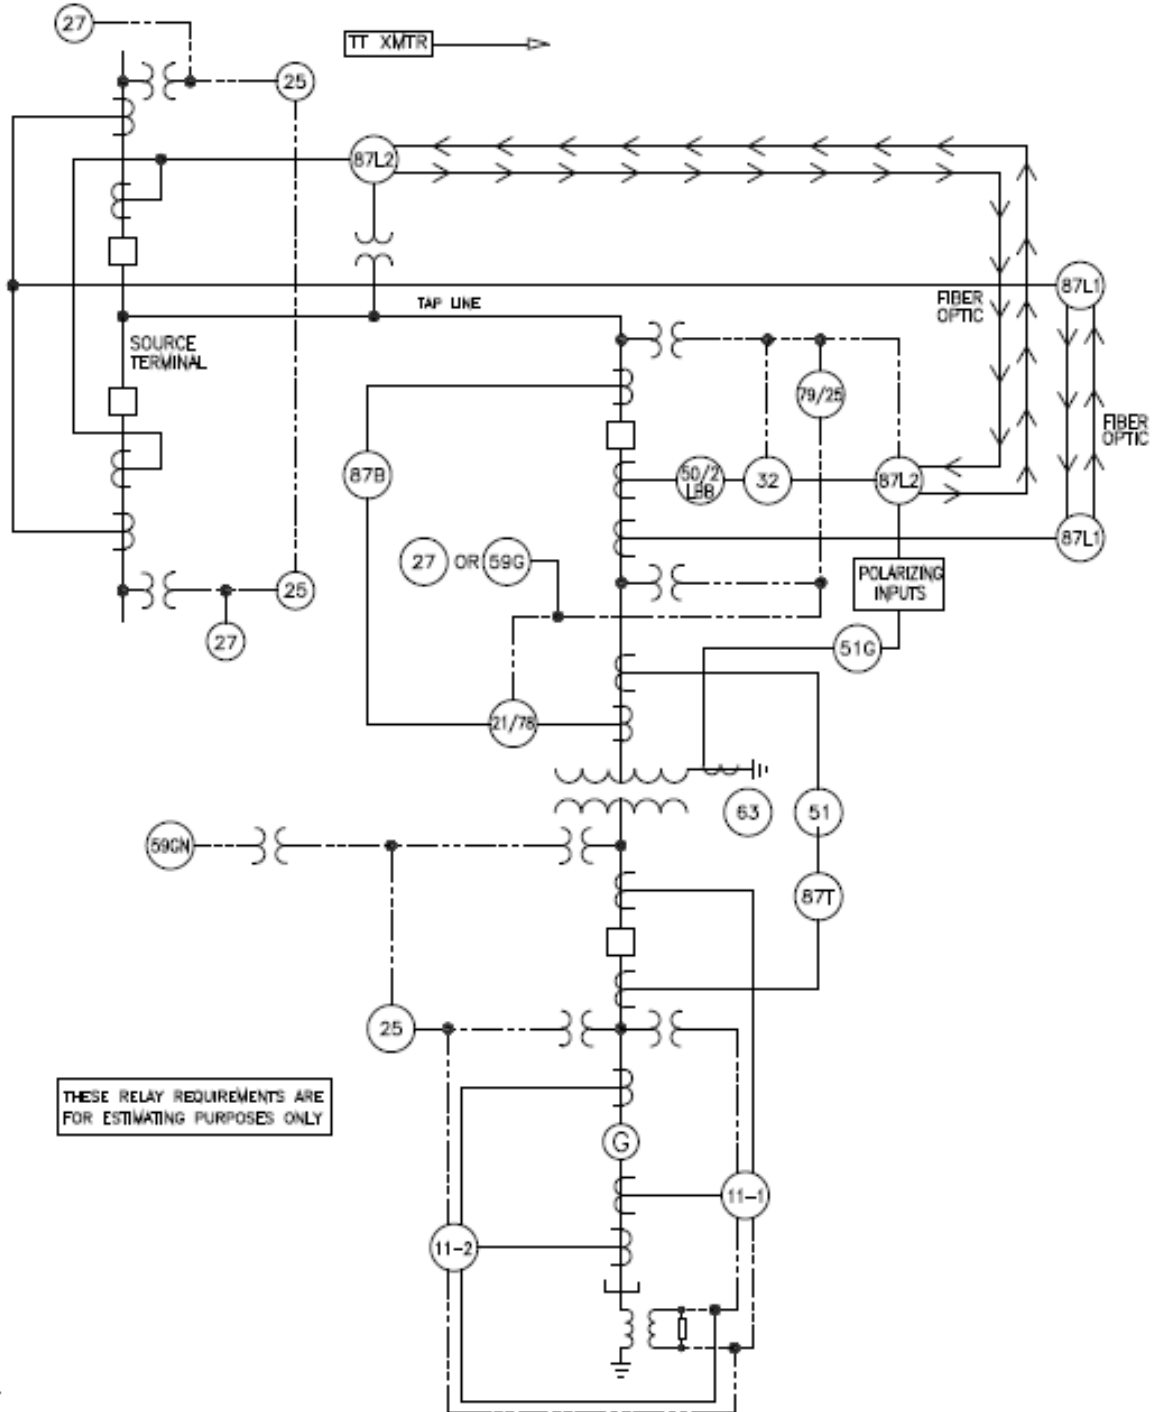 27
TT XMTR
25
87L2
87L1
TAP LINE
FIBER
OPTIC
SOURCE
TERMINAL
79/25
FIBER
OPTIC
87B
50/2
LBB
32
87L2
87L1
27 OR 59G
POLARIZING
INPUTS
25
27
51G
21/78
63
51
59GN
87T
25
THESE RELAY REQUIREMENTS ARE
FOR ESTIMATING PURPOSES ONLY
G
11-1
11-2